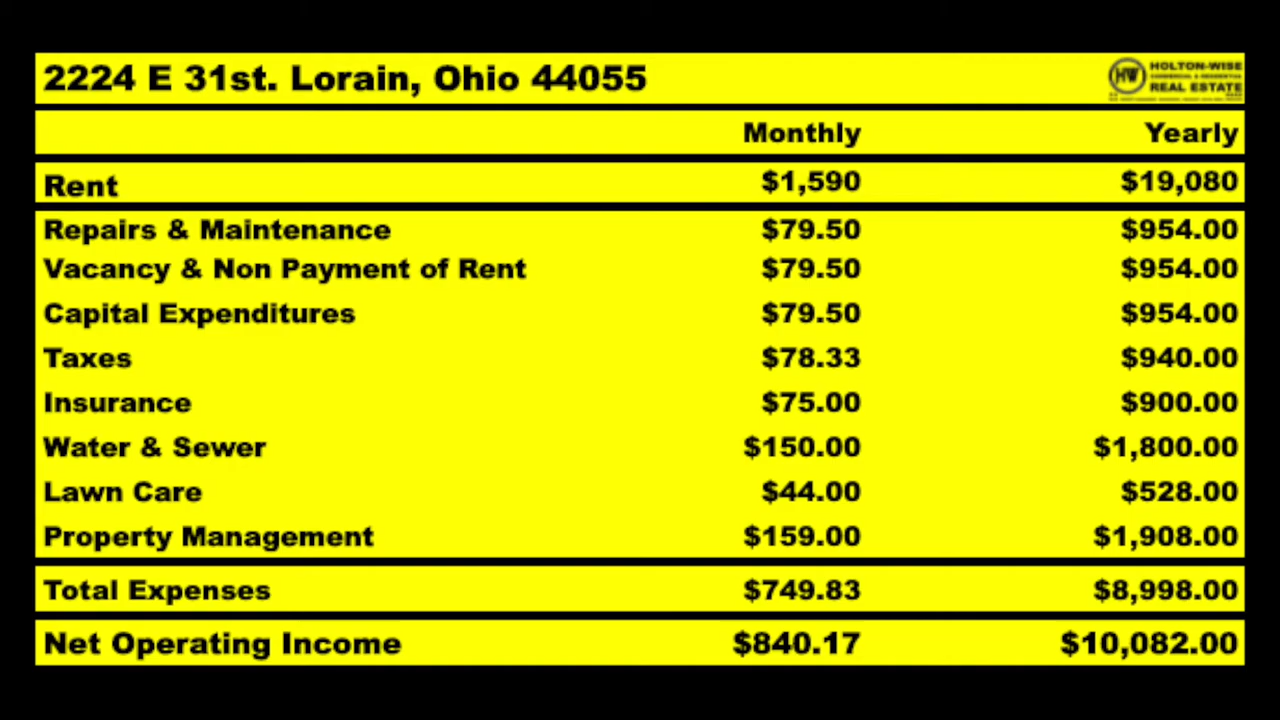 2224 E 31st. Lorain, Ohio 44055
HW HOLTON-WISE
COMMERCIAL & RESIDENTIAL
REAL ESTATE
Monthly Yearly
Rent $1,590 $19,080
Repairs & Maintenance $79.50 $954.00
Vacancy & Non Payment of Rent $79.50 $954.00
Capital Expenditures $79.50 $954.00
Taxes $78.33 $940.00
Insurance $75.00 $900.00
Water & Sewer $150.00 $1,800.00
Lawn Care $44.00 $528.00
Property Management $159.00 $1,908.00
Total Expenses $749.83 $8,998.00
Net Operating Income $840.17 $10,082.00